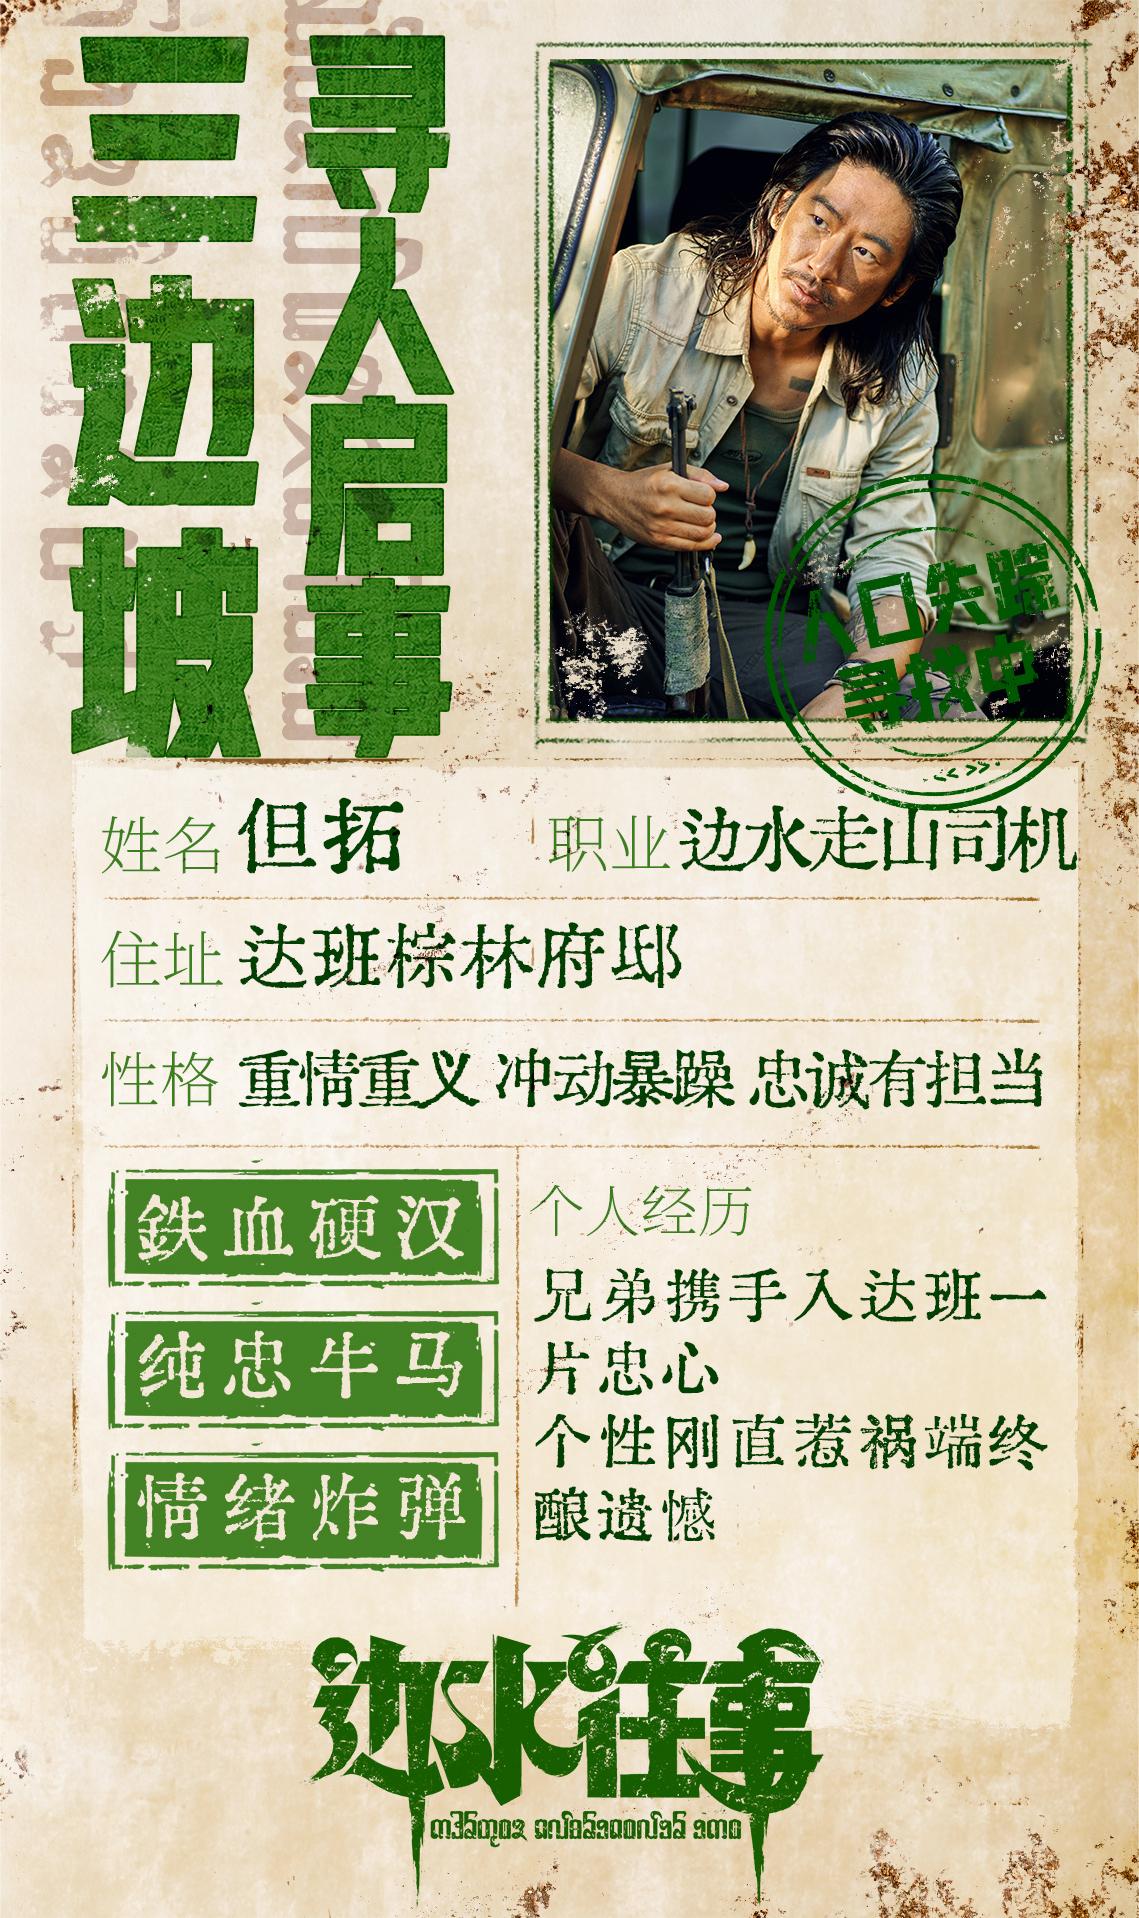 寻人启事
三边坡
人口失踪
寻找中
姓名 但拓
职业 边水走山司机
住址 达班棕林府邸
性格 重情重义 冲动暴躁 忠诚有担当
鉄血硬汉
纯忠牛马
情绪炸弹
个人经历
兄弟携手入达班一
片忠心
个性刚直惹祸端终
酿遗憾
边水往事